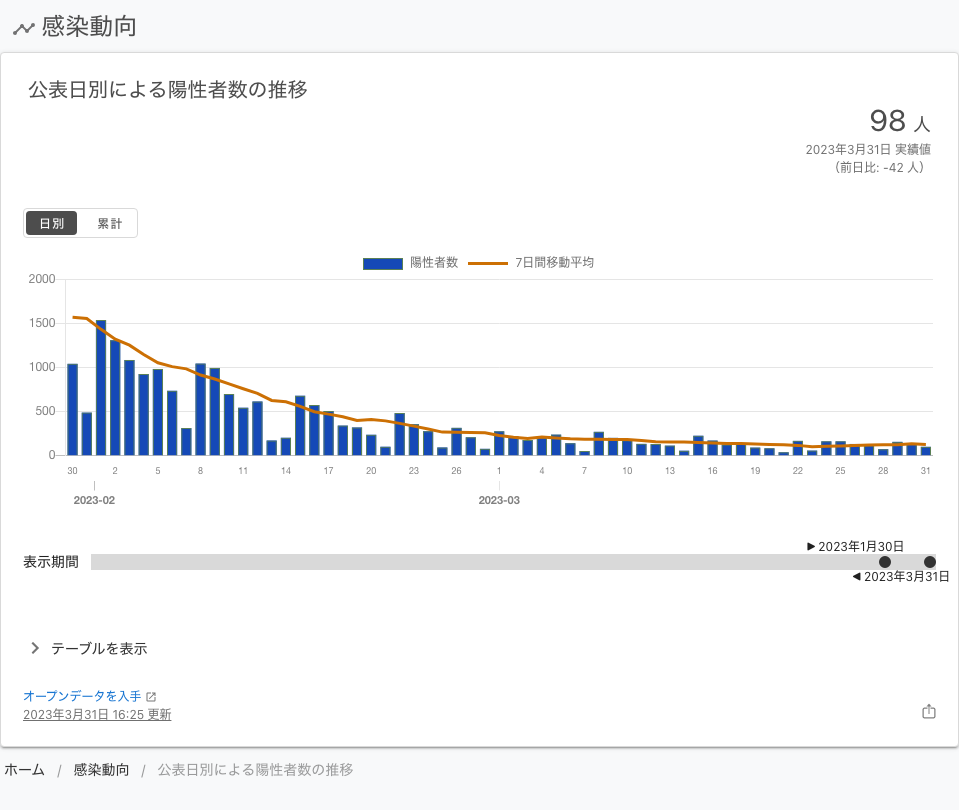 感染動向
公表日別による陽性者数の推移
98 人
2023年3月31日 実績値
（前日比: -42 人）
日別 累計
陽性者数 7日間移動平均
2000
1500
1000
500
0
30 2 5 8 11 14 17 20 23 26 1 4 7 10 13 16 19 22 25 28 31
2023-02 2023-03
▶ 2023年1月30日
表示期間
◀ 2023年3月31日
テーブルを表示
オープンデータを入手
2023年3月31日 16:25 更新
ホーム / 感染動向 / 公表日別による陽性者数の推移